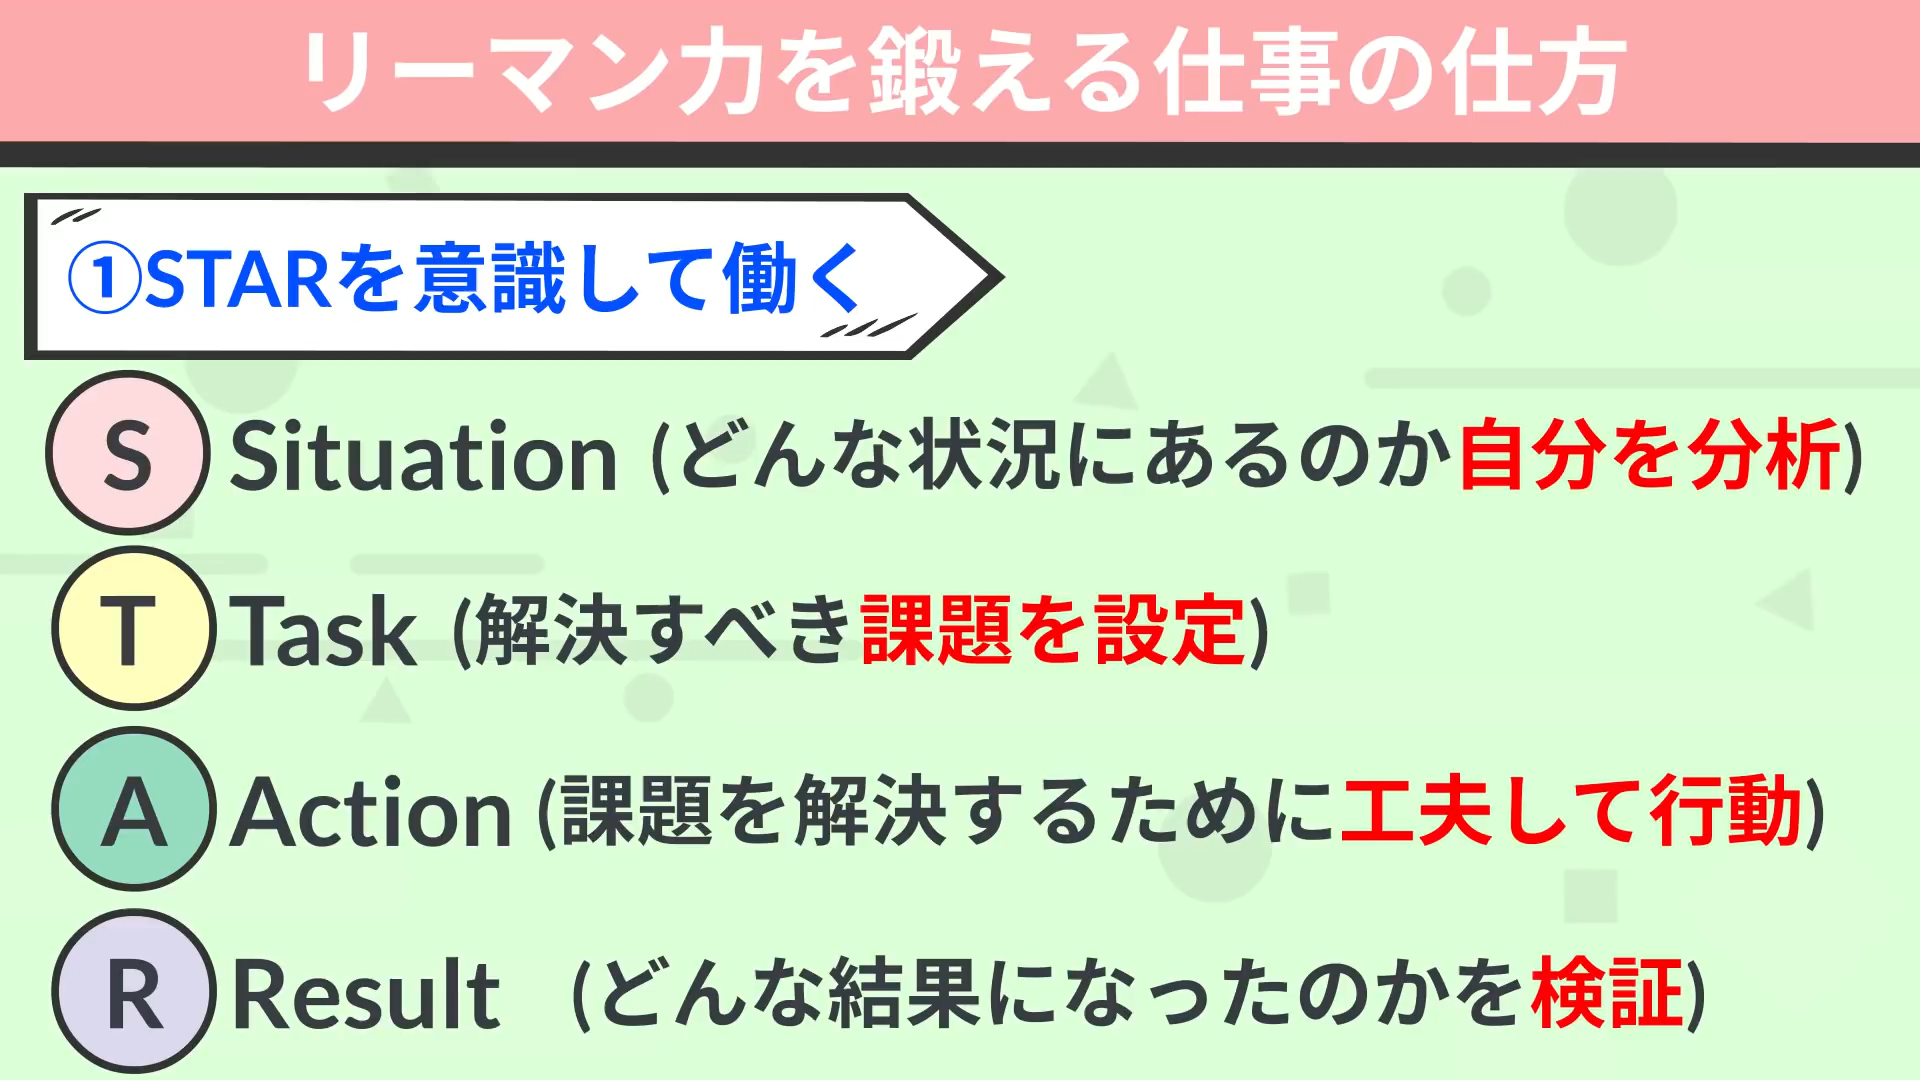 リーマン力を鍛える仕事の仕方
①STARを意識して働く
S Situation (どんな状況にあるのか自分を分析)
T Task (解決すべき課題を設定)
A Action (課題を解決するために工夫して行動)
R Result (どんな結果になったのかを検証)